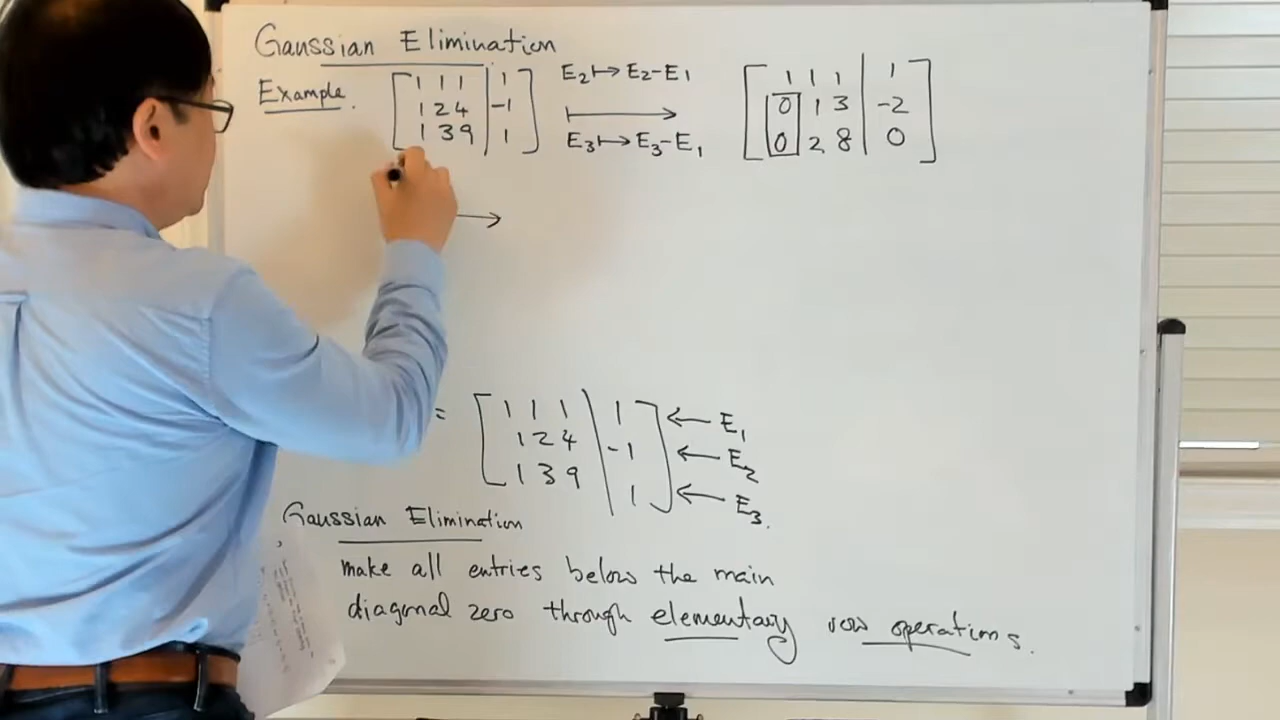 Gaussian Elimination
Example.
1 1 1 | 1
1 2 4 | -1
1 3 9 | 1
E2 ↦ E2-E1
E3 ↦ E3-E1
1 1 1 | 1
0 1 3 | -2
0 2 8 | 0
= 1 1 1 | 1 ← E1
1 2 4 | -1 ← E2
1 3 9 | 1 ← E3.
Gaussian Elimination
make all entries below the main
diagonal zero through elementary row operations.